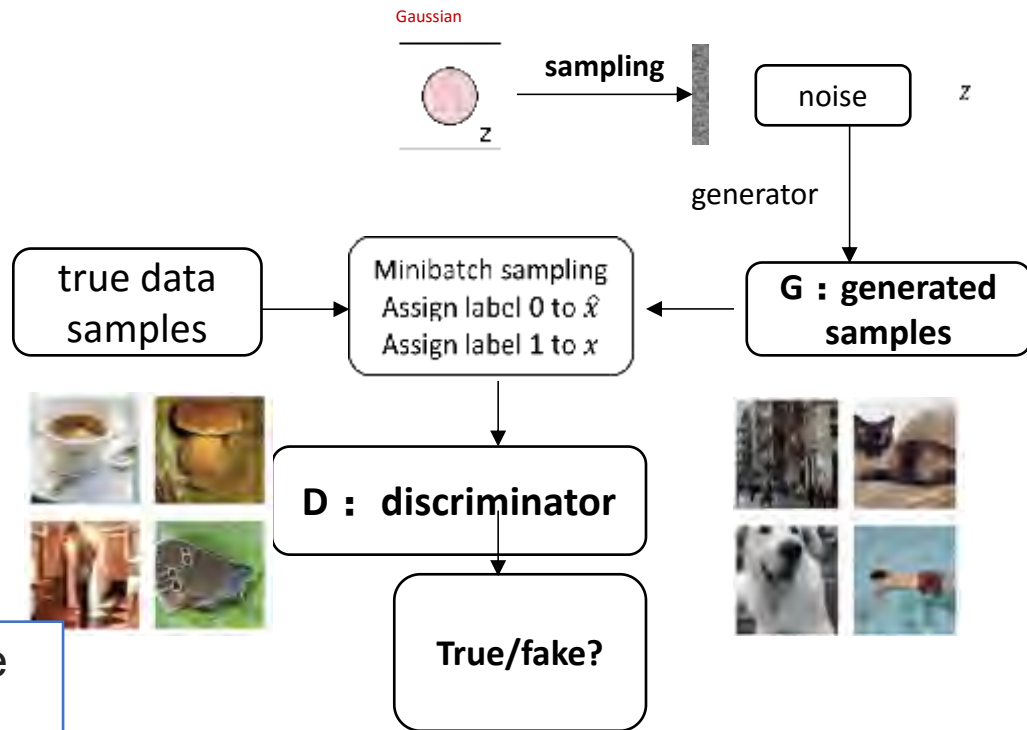 Gaussian
sampling
z
noise
z
generator
true data
samples
Minibatch sampling
Assign label 0 to x̂
Assign label 1 to x
G： generated
samples
D： discriminator
True/fake?